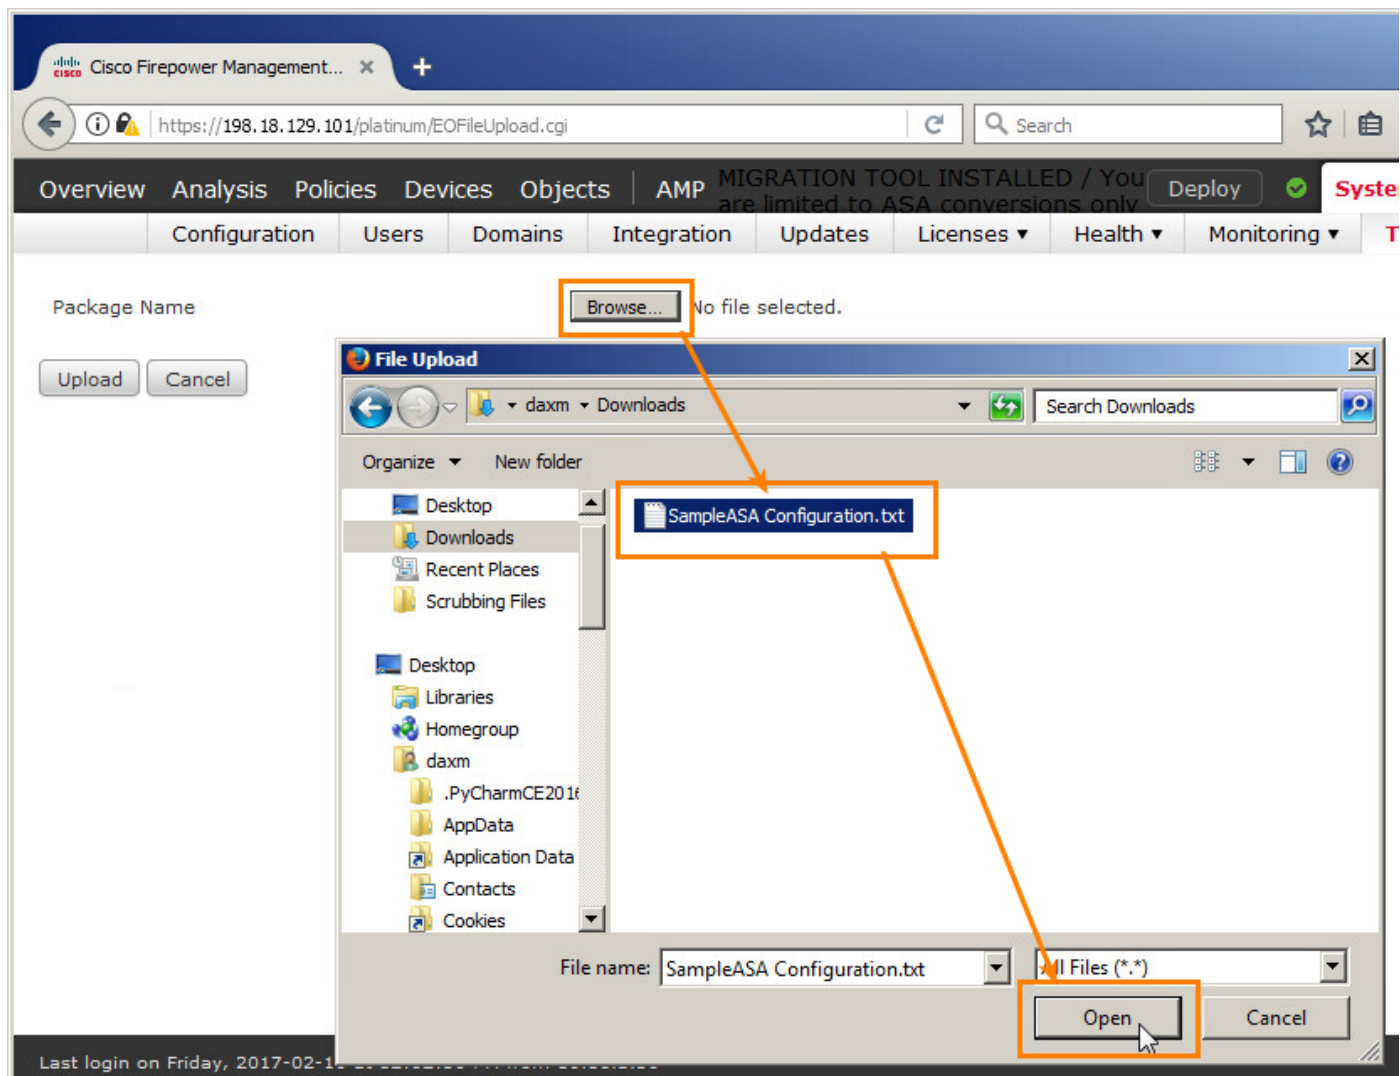 CISCO Cisco Firepower Management...
https://198.18.129.101/platinum/EOFileUpload.cgi Search
Overview Analysis Policies Devices Objects AMP MIGRATION TOOL INSTALLED / You are limited to ASA conversions only Deploy
Configuration Users Domains Integration Updates Licenses Health Monitoring
Package Name Browse... No file selected.
Upload Cancel
File Upload
daxm Downloads Search Downloads
Organize New folder
Desktop
Downloads
Recent Places
Scrubbing Files
SampleASA Configuration.txt
Desktop
Libraries
Homegroup
daxm
.PyCharmCE2016
AppData
Application Data
Contacts
Cookies
File name: SampleASA Configuration.txt All Files (*.*)
Open Cancel
Last login on Friday, 2017-02-1